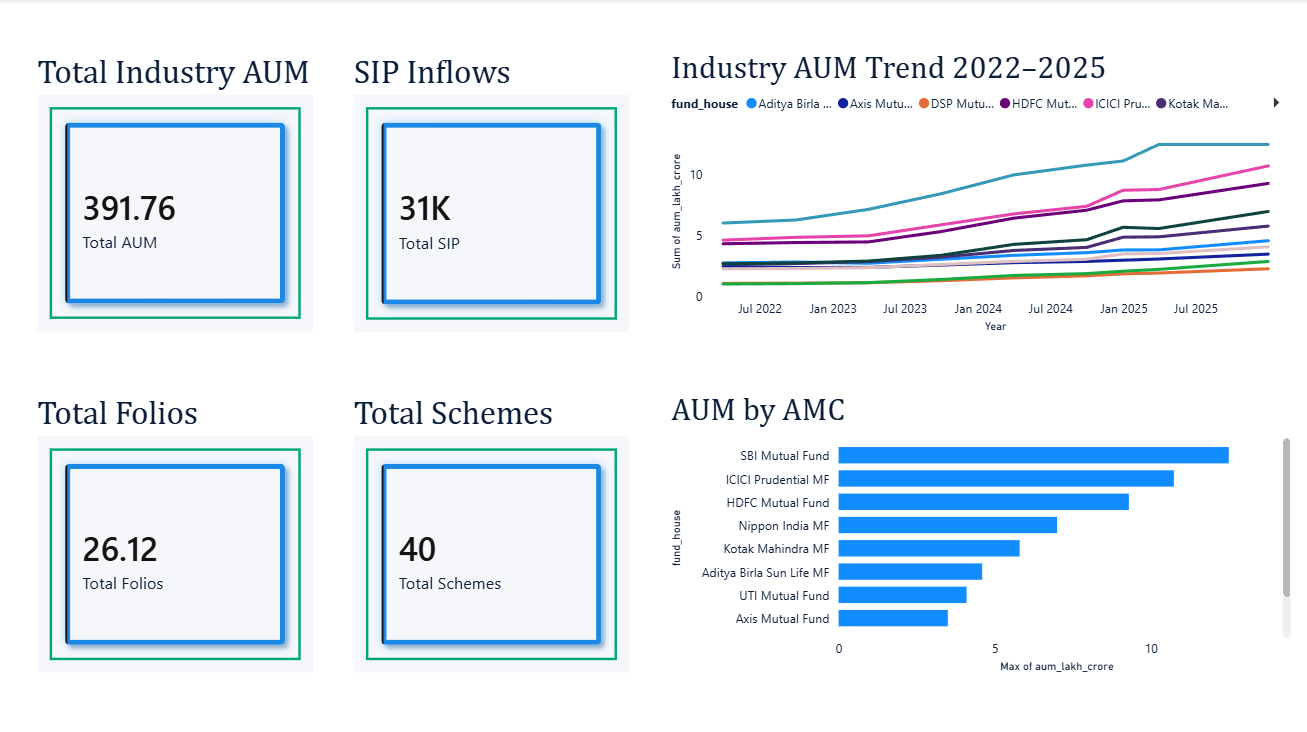 Total Industry AUM
391.76
Total AUM
SIP Inflows
31K
Total SIP
Industry AUM Trend 2022–2025
fund_house Aditya Birla ... Axis Mutu... DSP Mutu... HDFC Mut... ICICI Pru... Kotak Ma...
Sum of aum_lakh_crore
10
5
0
Jul 2022 Jan 2023 Jul 2023 Jan 2024 Jul 2024 Jan 2025 Jul 2025
Year
Total Folios
26.12
Total Folios
Total Schemes
40
Total Schemes
AUM by AMC
fund_house
SBI Mutual Fund
ICICI Prudential MF
HDFC Mutual Fund
Nippon India MF
Kotak Mahindra MF
Aditya Birla Sun Life MF
UTI Mutual Fund
Axis Mutual Fund
0 5 10
Max of aum_lakh_crore